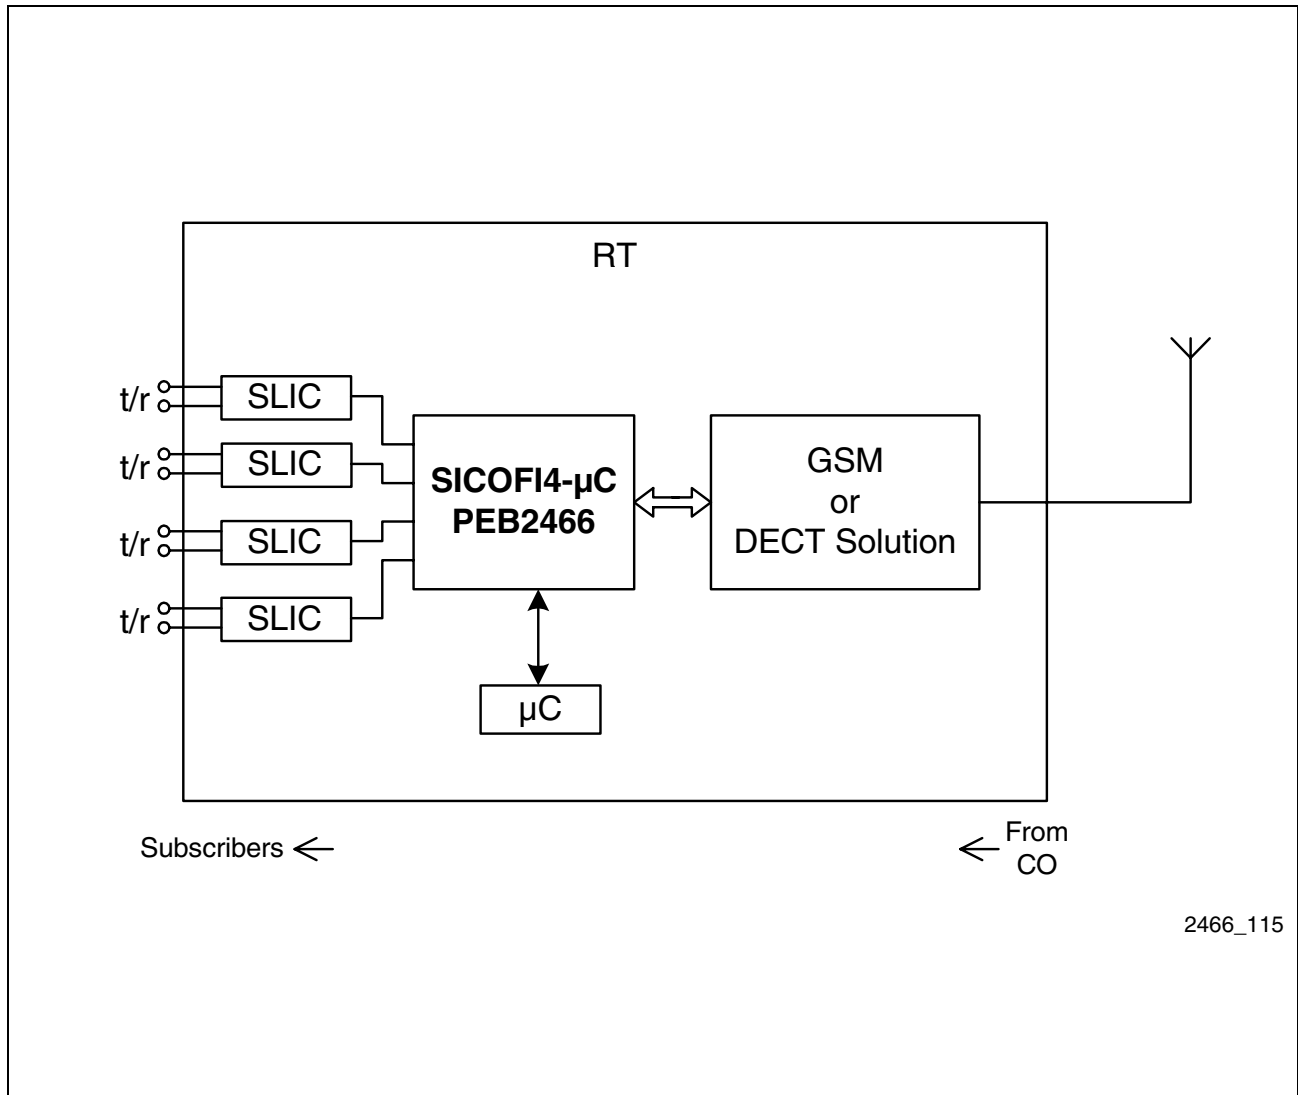 RT
t/r
SLIC
t/r
SLIC
t/r
SLIC
t/r
SLIC
SICOFI4-µC
PEB2466
GSM
or
DECT Solution
µC
Subscribers
From
CO
2466_115